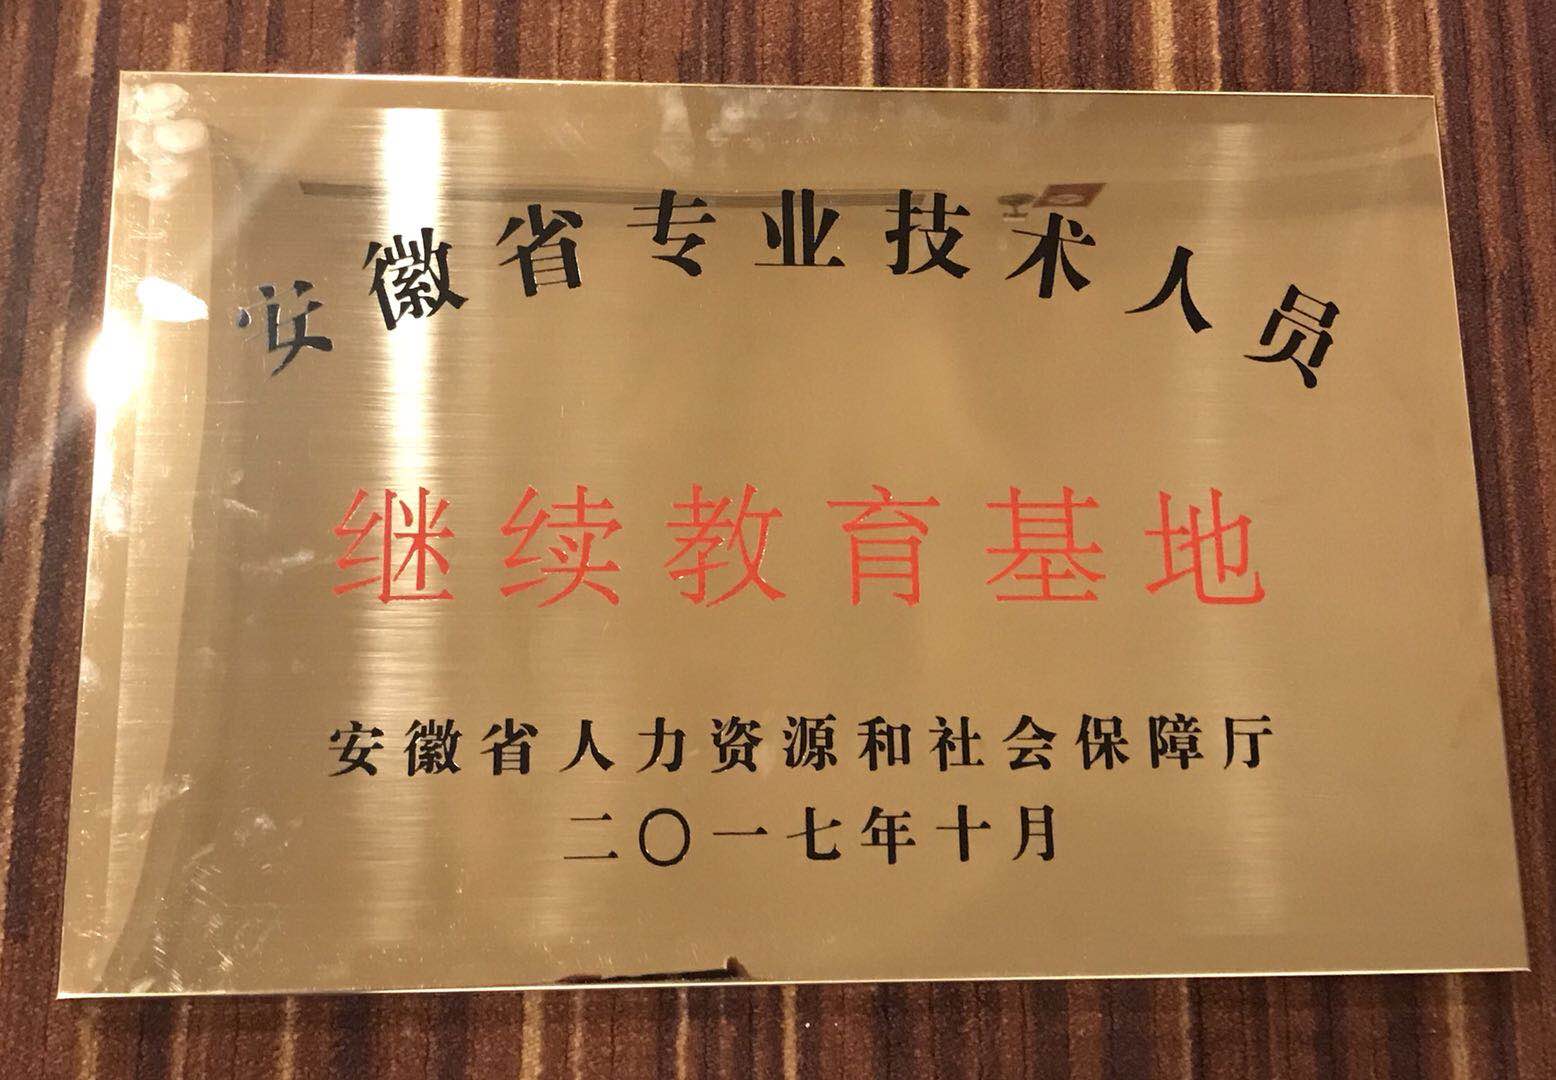 安徽省专业技术人员
继续教育基地
安徽省人力资源和社会保障厅
二〇一七年十月